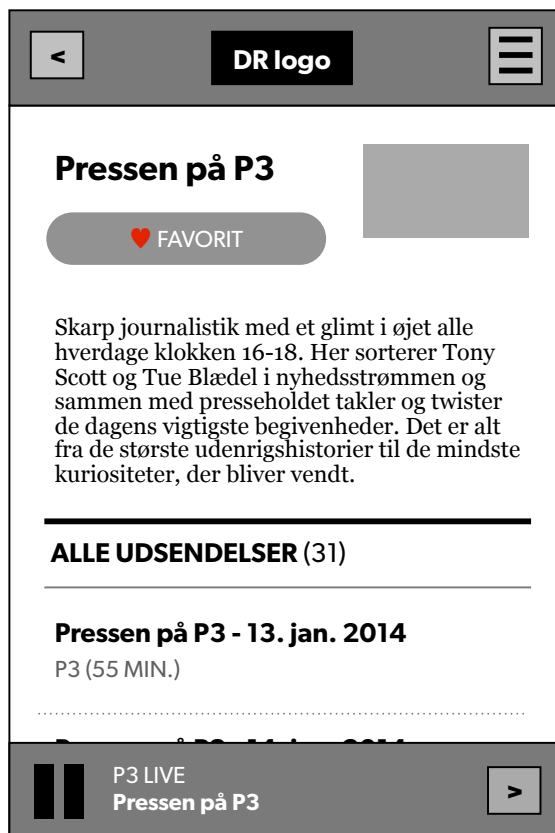 <
DR logo
Pressen på P3
FAVORIT
Skarp journalistik med et glimt i øjet alle
hverdage klokken 16-18. Her sorterer Tony
Scott og Tue Blædel i nyhedsstrømmen og
sammen med presseholdet takler og twister
de dagens vigtigste begivenheder. Det er alt
fra de største udenrigshistorier til de mindste
kuriositeter, der bliver vendt.
ALLE UDSENDELSER (31)
Pressen på P3 - 13. jan. 2014
P3 (55 MIN.)
P3 LIVE
Pressen på P3
>